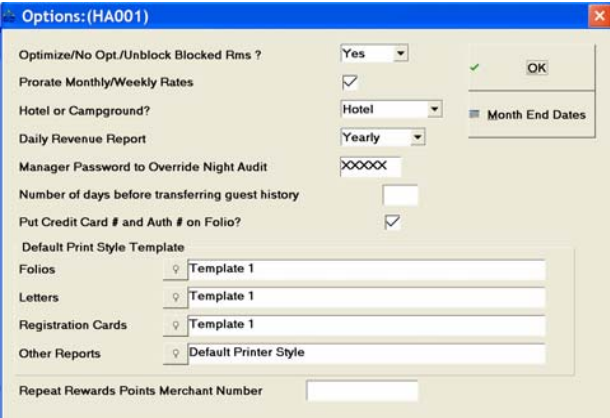 Options:(HA001)
Optimize/No Opt./Unblock Blocked Rms ? Yes
OK
Prorate Monthly/Weekly Rates
Hotel or Campground? Hotel
Month End Dates
Daily Revenue Report Yearly
Manager Password to Override Night Audit XXXXX
Number of days before transferring guest history
Put Credit Card # and Auth # on Folio?
Default Print Style Template
Folios Template 1
Letters Template 1
Registration Cards Template 1
Other Reports Default Printer Style
Repeat Rewards Points Merchant Number